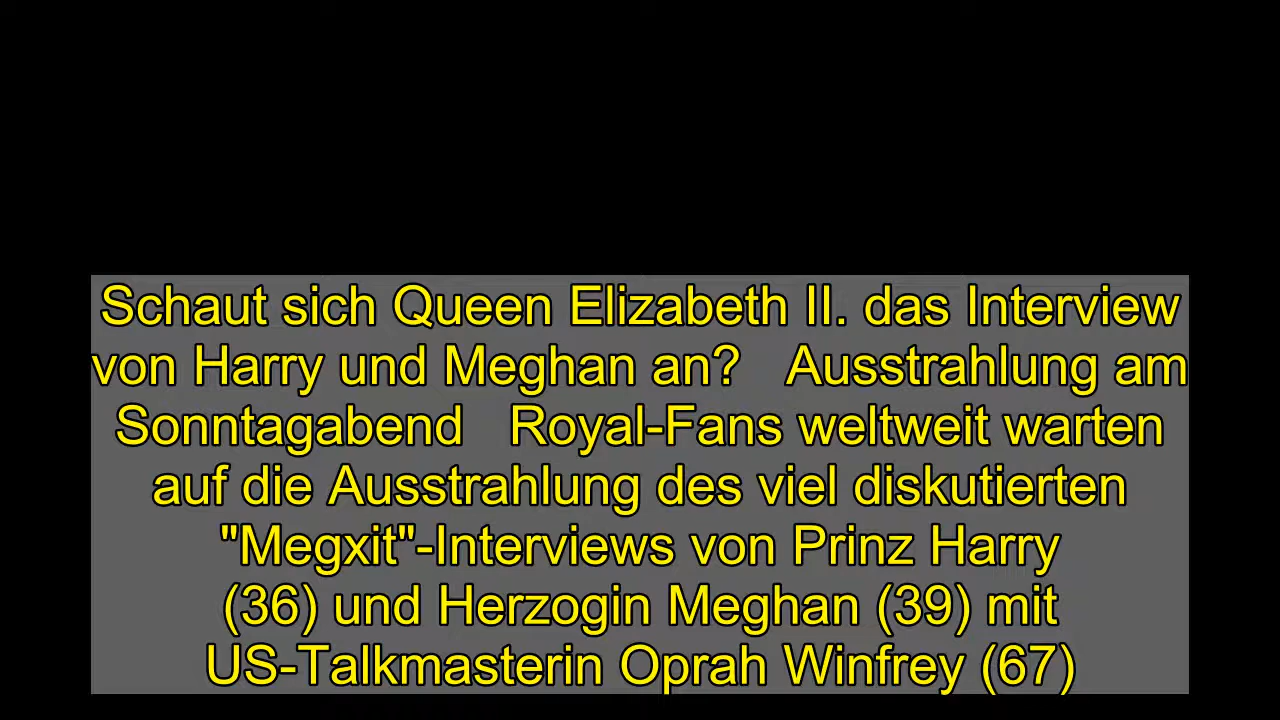 Schaut sich Queen Elizabeth II. das Interview
von Harry und Meghan an?   Ausstrahlung am
Sonntagabend   Royal-Fans weltweit warten
auf die Ausstrahlung des viel diskutierten
"Megxit"-Interviews von Prinz Harry
(36) und Herzogin Meghan (39) mit
US-Talkmasterin Oprah Winfrey (67)